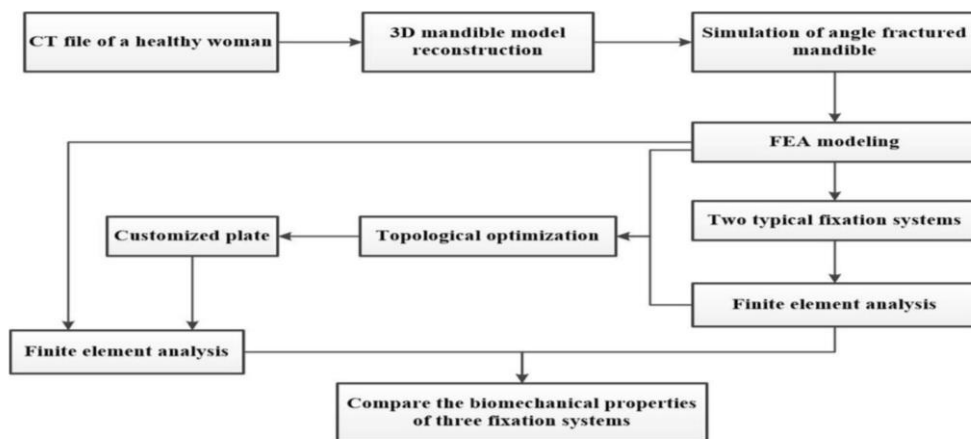 CT file of a healthy woman
3D mandible model
reconstruction
Simulation of angle fractured
mandible
FEA modeling
Two typical fixation systems
Customized plate
Topological optimization
Finite element analysis
Finite element analysis
Compare the biomechanical properties
of three fixation systems